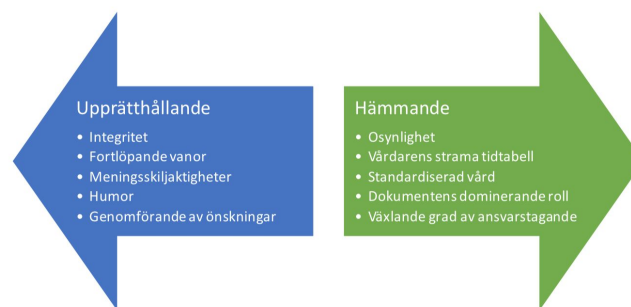 Upprätthållande
• Integritet
• Fortlöpande vanor
• Meningsskiljaktigheter
• Humor
• Genomförande av önskningar
Hämmande
• Osynlighet
• Vårdarens strama tidtabell
• Standardiserad vård
• Dokumentens dominerande roll
• Växlande grad av ansvarstagande